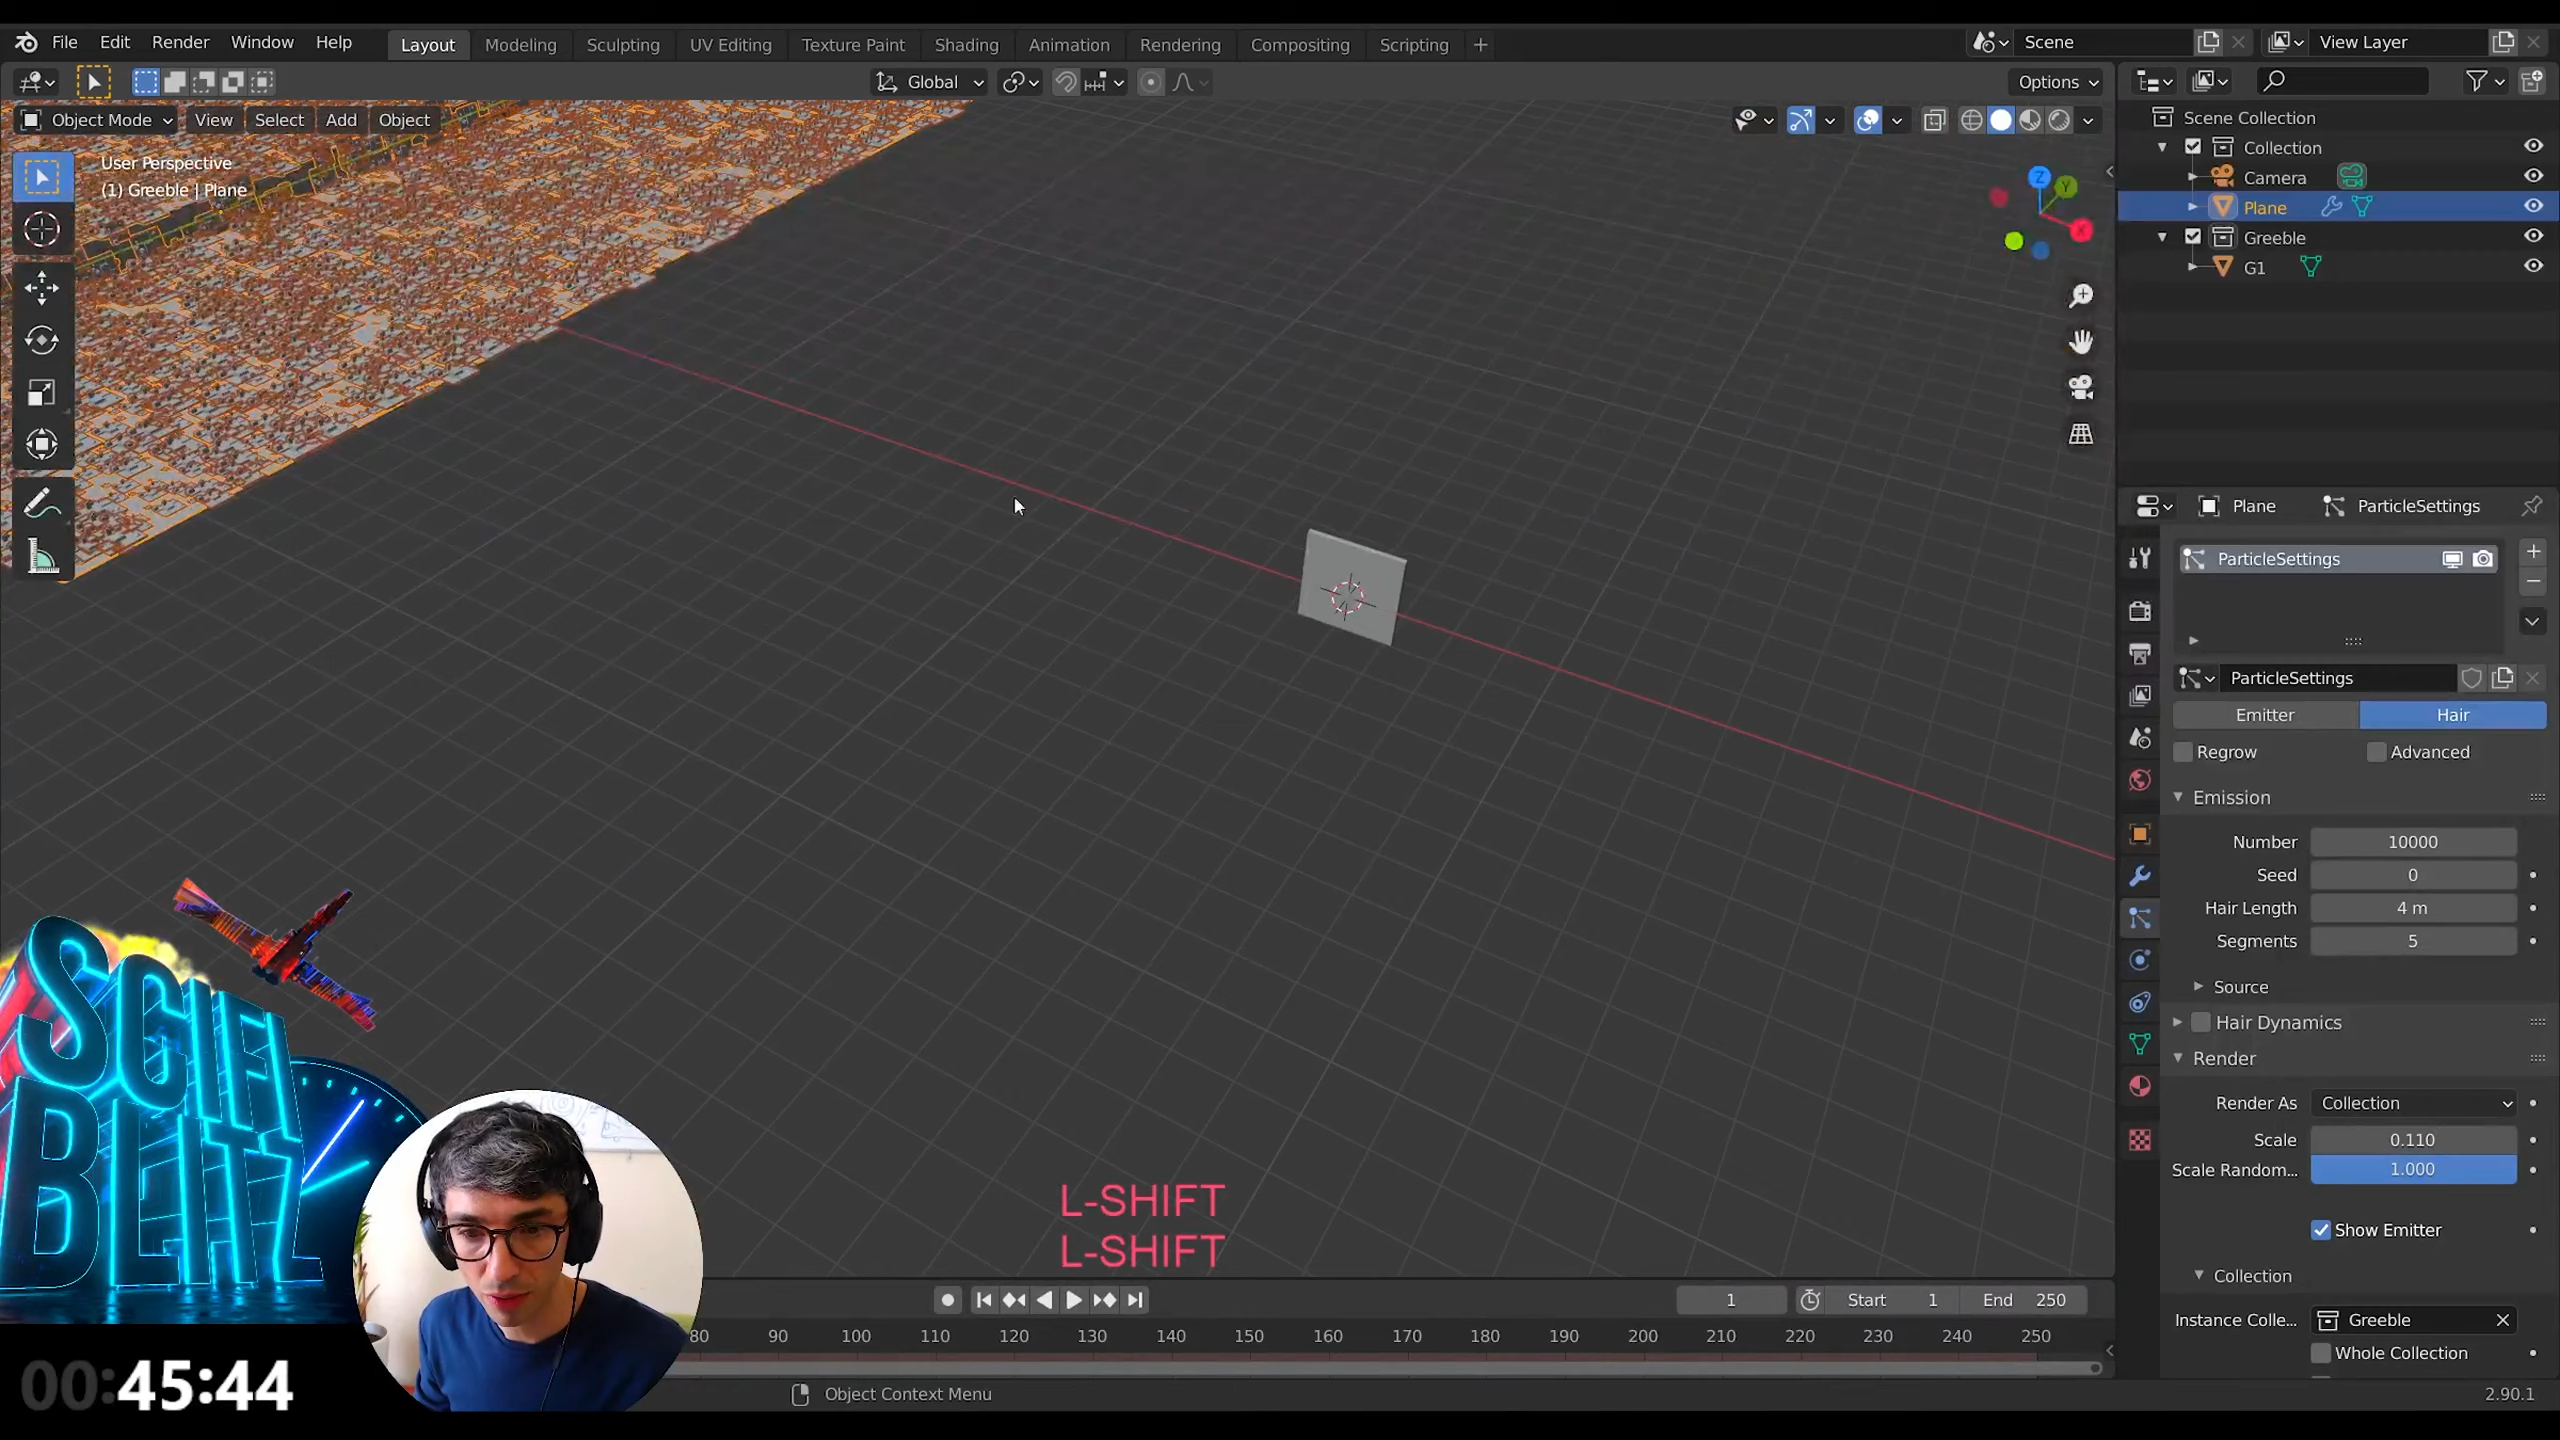 File Edit Render Window Help Layout Modeling Sculpting UV Editing Texture Paint Shading Animation Rendering Compositing Scripting + Scene View Layer
Global Options
Object Mode View Select Add Object
User Perspective
(1) Greeble | Plane
Z
Y
X
Scene Collection
Collection
Camera
Plane
Greeble
G1
Plane ParticleSettings
ParticleSettings
ParticleSettings
Emitter Hair
Regrow Advanced
Emission
Number 10000
Seed 0
Hair Length 4 m
Segments 5
Source
Hair Dynamics
Render
Render As Collection
Scale 0.110
Scale Random... 1.000
Show Emitter
Collection
Instance Colle... Greeble
Whole Collection
SCIFI
BLITZ
L-SHIFT
L-SHIFT
1 Start 1 End 250
80 90 100 110 120 130 140 150 160 170 180 190 200 210 220 230 240 250
00:45:44
Object Context Menu
2.90.1